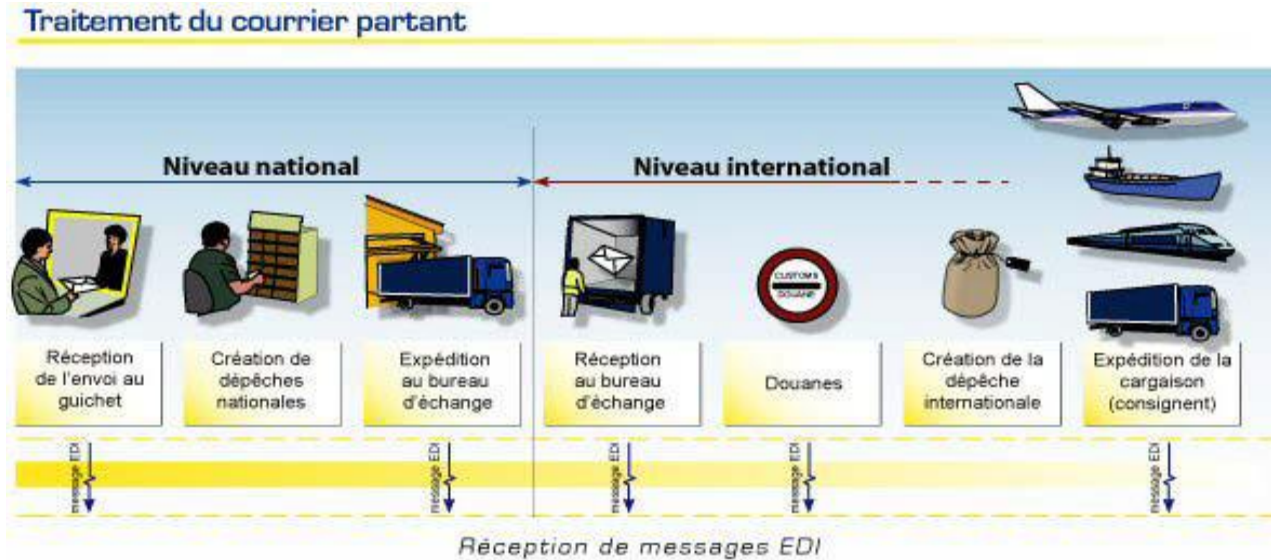 Traitement du courrier partant
Niveau national
Niveau international
CUSTOMS
DOUANE
Réception
de l'envoi au
guichet
Création de
dépêches
nationales
Expédition
au bureau
d'échange
Réception
au bureau
d'échange
Douanes
Création de la
dépêche
internationale
Expédition de la
cargaison
(consignent)
message EDI
message EDI
message EDI
message EDI
message EDI
Réception de messages EDI